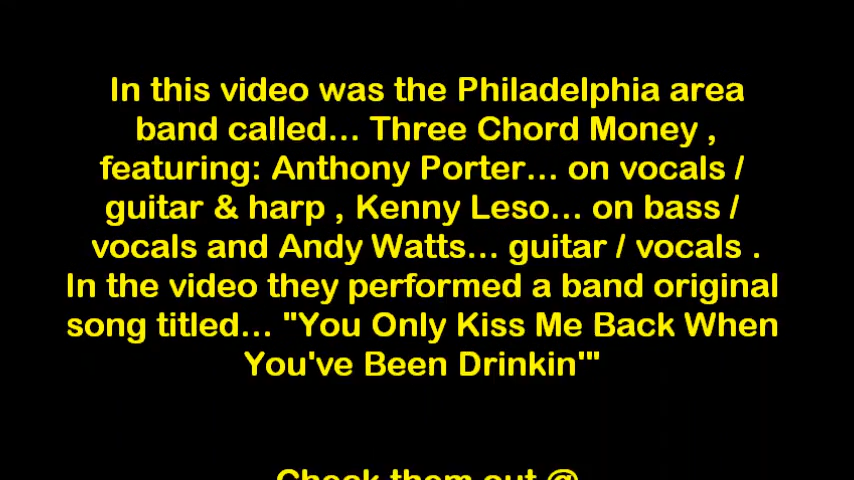 In this video was the Philadelphia area
band called... Three Chord Money ,
featuring: Anthony Porter... on vocals /
guitar & harp , Kenny Leso... on bass /
vocals and Andy Watts... guitar / vocals .
In the video they performed a band original
song titled... "You Only Kiss Me Back When
You've Been Drinkin'"
Check them out @